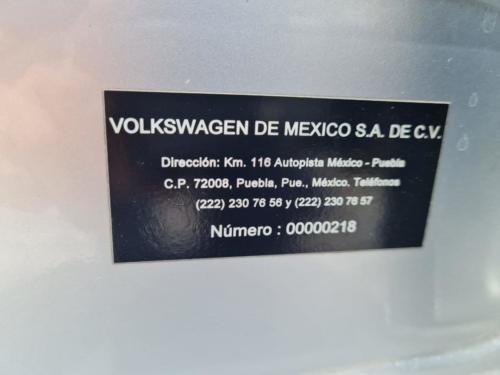 VOLKSWAGEN DE MEXICO S.A. DE C.V.
Dirección: Km. 116 Autopista México - Puebla
C.P. 72008, Puebla, Pue., México. Teléfonos
(222) 230 76 56 y (222) 230 76 57
Número : 00000218